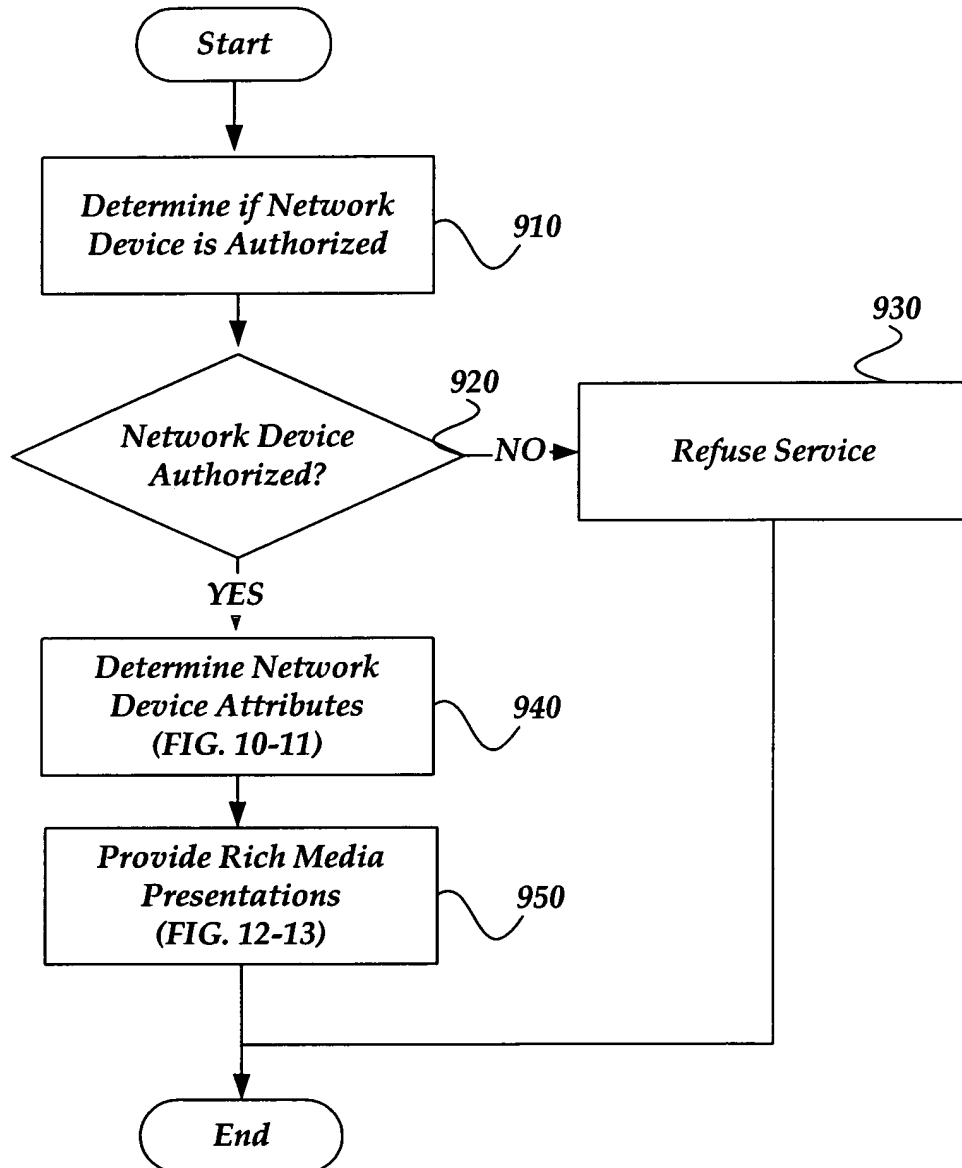 Start
Determine if Network
Device is Authorized
910
930
920
Network Device
Authorized?
NO
Refuse Service
YES
Determine Network
Device Attributes
(FIG. 10-11)
940
Provide Rich Media
Presentations
(FIG. 12-13)
950
End